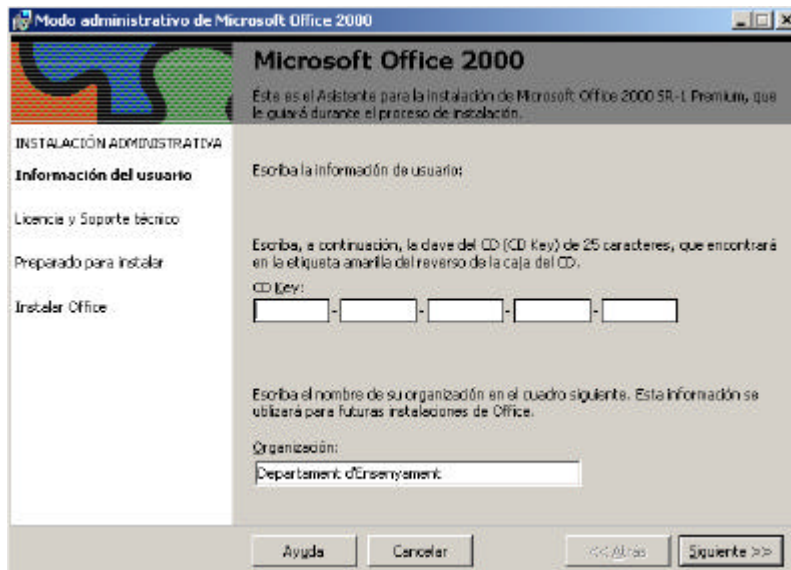 Modo administrativo de Microsoft Office 2000
Microsoft Office 2000
Éste es el Asistente para la instalación de Microsoft Office 2000 SR-1 Premium, que
le guiará durante el proceso de instalación.
INSTALACIÓN ADMINISTRATIVA
Información del usuario
Licencia y Soporte técnico
Preparado para instalar
Instalar Office
Escriba la información de usuario:
Escriba, a continuación, la clave del CD (CD Key) de 25 caracteres, que encontrará
en la etiqueta amarilla del reverso de la caja del CD.
CD Key:
- - - -
Escriba el nombre de su organización en el cuadro siguiente. Esta información se
utilizará para futuras instalaciones de Office.
Organización:
Departament d'Ensenyament
Ayuda
Cancelar
<< Atrás
Siguiente >>